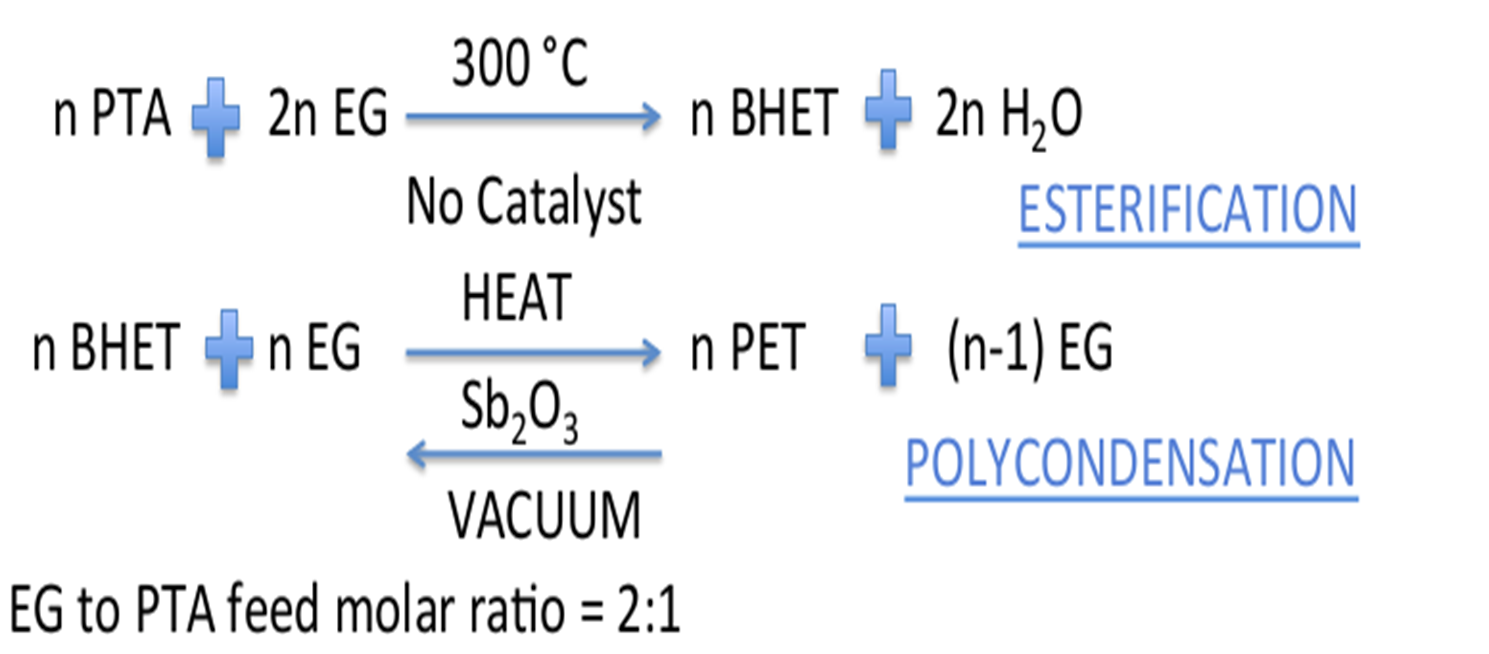 300 °C
n PTA + 2n EG n BHET + 2n H₂O
No Catalyst
ESTERIFICATION
HEAT
n BHET + n EG n PET + (n-1) EG
Sb₂O₃
POLYCONDENSATION
VACUUM
EG to PTA feed molar ratio = 2:1